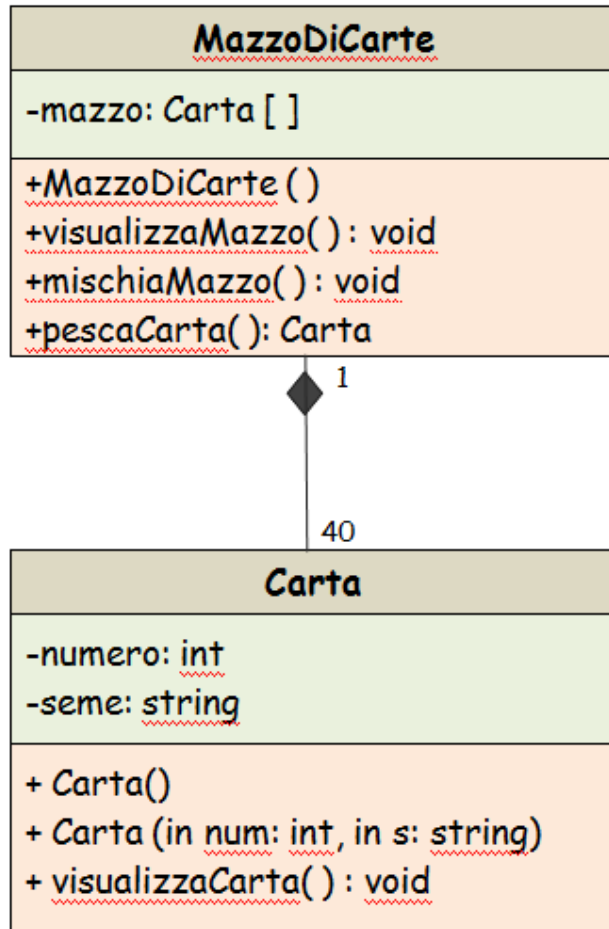 MazzoDiCarte
-mazzo: Carta [ ]
+MazzoDiCarte ( )
+visualizzaMazzo( ) : void
+mischiaMazzo( ) : void
+pescaCarta( ): Carta
1
40
Carta
-numero: int
-seme: string
+ Carta()
+ Carta (in num: int, in s: string)
+ visualizzaCarta( ) : void